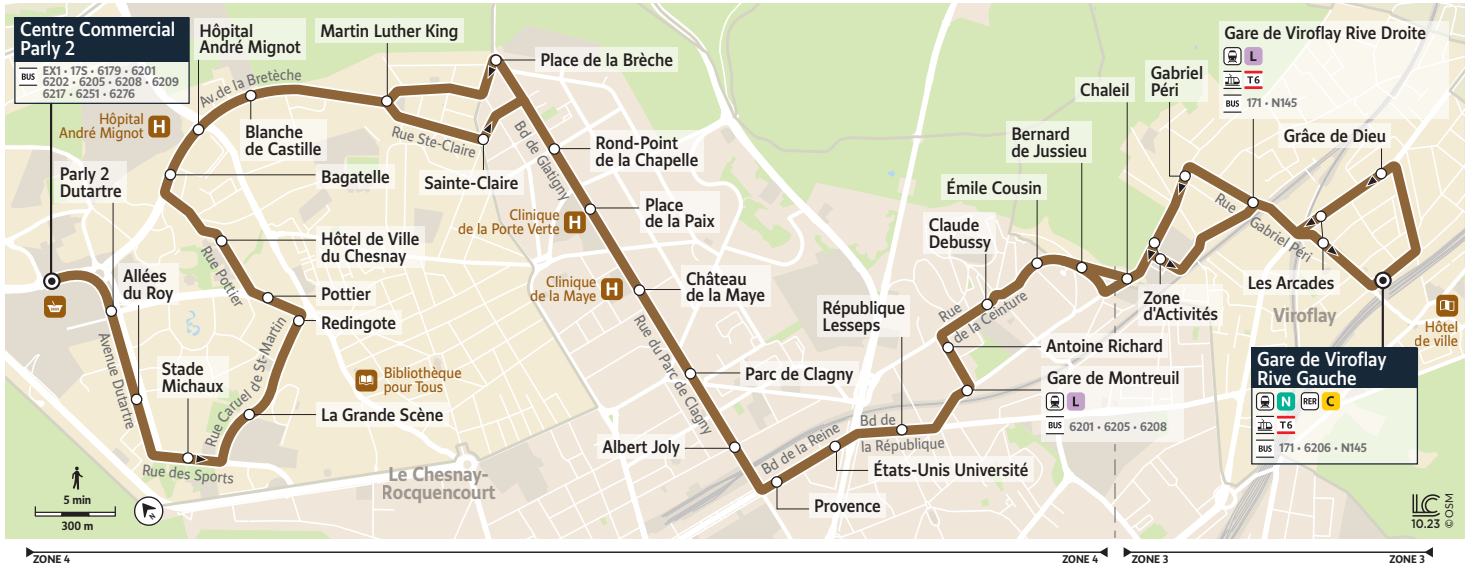 Centre Commercial
Parly 2
BUS
EX1 • 17S • 6179 • 6201
6202 • 6205 • 6208 • 6209
6217 • 6251 • 6276
Hôpital
André Mignot
Martin Luther King
Place de la Brèche
Av. de la Bretèche
Hôpital
André Mignot
H
Blanche
de Castille
Rue Ste-Claire
Sainte-Claire
Bd de Glatigny
Rond-Point
de la Chapelle
Parly 2
Dutartre
Bagatelle
Clinique
de la Porte Verte
H
Place
de la Paix
Hôtel de Ville
du Chesnay
Rue Pottier
Allées
du Roy
Pottier
Redingote
Clinique
de la Maye
H
Château
de la Maye
Avenue Dutartre
Stade
Michaux
Rue Caruel de St-Martin
Bibliothèque
pour Tous
La Grande Scène
Rue du Parc de Clagny
Parc de Clagny
Albert Joly
Rue des Sports
Le Chesnay-
Rocquencourt
Provence
Bd de la Reine
États-Unis Université
Bd de
la République
République
Lesseps
Gare de Montreuil
L
BUS
6201 • 6205 • 6208
Antoine Richard
Rue
de la Ceinture
Claude
Debussy
Émile Cousin
Bernard
de Jussieu
Chaleil
Gabriel
Péri
Zone
d'Activités
Gare de Viroflay Rive Droite
L
T6
BUS
171 • N145
Rue
Gabriel Péri
Grâce de Dieu
Les Arcades
Viroflay
Hôtel
de ville
Gare de Viroflay
Rive Gauche
N
RER
C
T6
BUS
171 • 6206 • N145
5 min
300 m
N
LC
10.23
© OSM
ZONE 4
ZONE 4
ZONE 3
ZONE 3